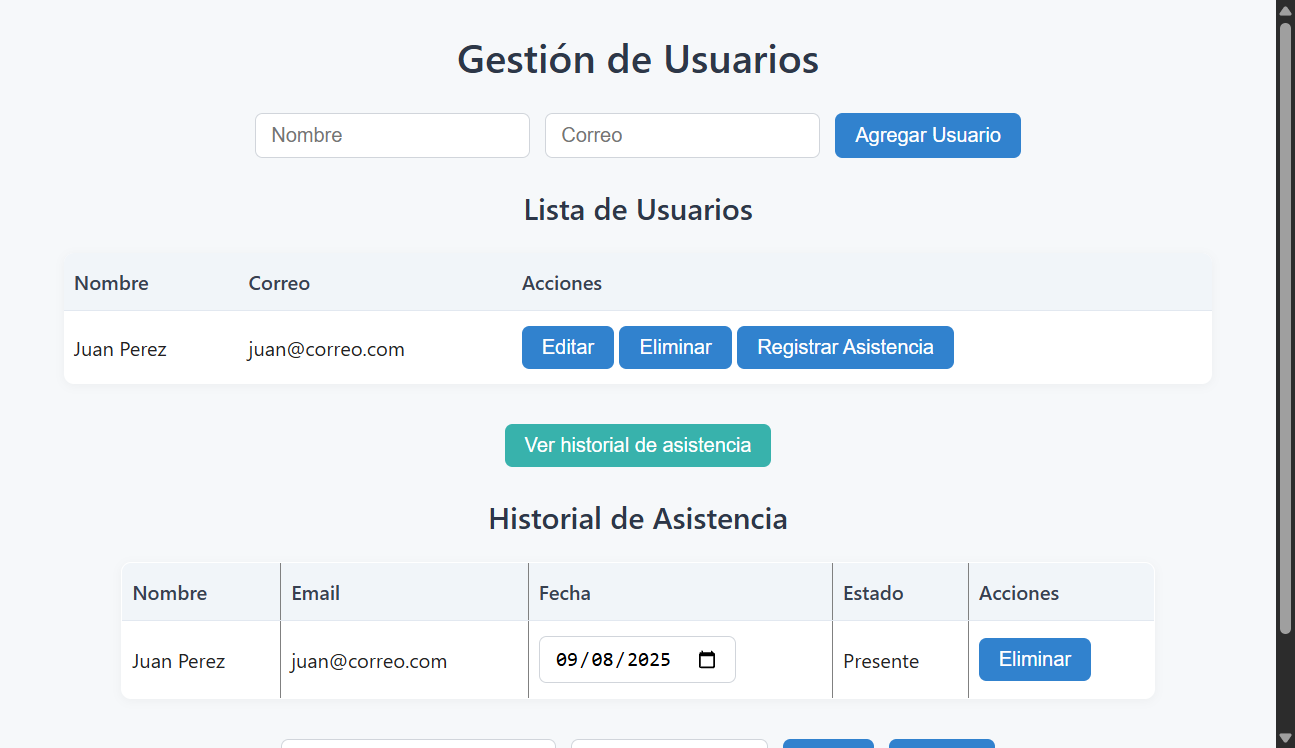 Gestión de Usuarios
Nombre Correo Agregar Usuario
Lista de Usuarios
Nombre Correo Acciones
Juan Perez juan@correo.com Editar Eliminar Registrar Asistencia
Ver historial de asistencia
Historial de Asistencia
Nombre Email Fecha Estado Acciones
Juan Perez juan@correo.com 09/08/2025 Presente Eliminar